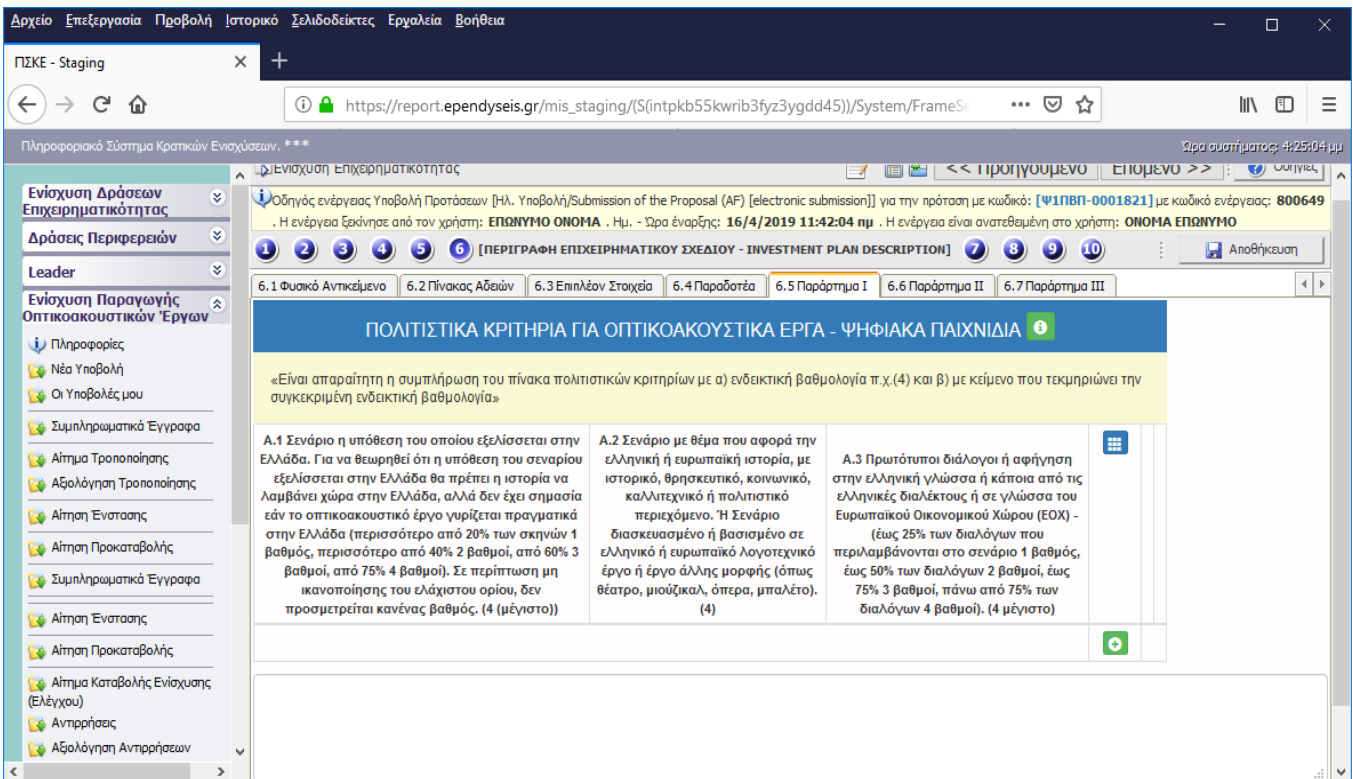 Αρχείο Επεξεργασία Προβολή Ιστορικό Σελιδοδείκτες Εργαλεία Βοήθεια
ΠΣΚΕ - Staging
https://report.ependyseis.gr/mis_staging/(S(intpkb55kwrib3fyz3ygdd45))/System/FrameSe
Πληροφοριακό Σύστημα Κρατικών Ενισχύσεων. ***
Ώρα συστήματος: 4:25:04 μμ
Ενίσχυση Επιχειρηματικότητας
<< Προηγούμενο
Επόμενο >>
Οδηγίες
Οδηγός ενέργειας Υποβολή Προτάσεων [Ηλ. Υποβολή/Submission of the Proposal (AF) [electronic submission]] για την πρόταση με κωδικό: [Ψ1ΠΒΠ-0001821] με κωδικό ενέργειας: 800649
. Η ενέργεια ξεκίνησε από τον χρήστη: ΕΠΩΝΥΜΟ ΟΝΟΜΑ . Ημ. - Ώρα έναρξης: 16/4/2019 11:42:04 πμ . Η ενέργεια είναι ανατεθειμένη στο χρήστη: ΟΝΟΜΑ ΕΠΩΝΥΜΟ
1 2 3 4 5 6 [ΠΕΡΙΓΡΑΦΗ ΕΠΙΧΕΙΡΗΜΑΤΙΚΟΥ ΣΧΕΔΙΟΥ - INVESTMENT PLAN DESCRIPTION] 7 8 9 10
Αποθήκευση
6.1 Φυσικό Αντικείμενο
6.2 Πίνακας Αδειών
6.3 Επιπλέον Στοιχεία
6.4 Παραδοτέα
6.5 Παράρτημα Ι
6.6 Παράρτημα ΙΙ
6.7 Παράρτημα ΙΙΙ
Ενίσχυση Δράσεων
Επιχειρηματικότητας
Δράσεις Περιφερειών
Leader
Ενίσχυση Παραγωγής
Οπτικοακουστικών Έργων
Πληροφορίες
Νέα Υποβολή
Οι Υποβολές μου
Συμπληρωματικά Έγγραφα
Αίτημα Τροποποίησης
Αξιολόγηση Τροποποίησης
Αίτηση Ένστασης
Αίτηση Προκαταβολής
Συμπληρωματικά Έγγραφα
Αίτηση Ένστασης
Αίτηση Προκαταβολής
Αίτημα Καταβολής Ενίσχυσης
(Ελέγχου)
Αντιρρήσεις
Αξιολόγηση Αντιρρήσεων
ΠΟΛΙΤΙΣΤΙΚΑ ΚΡΙΤΗΡΙΑ ΓΙΑ ΟΠΤΙΚΟΑΚΟΥΣΤΙΚΑ ΕΡΓΑ - ΨΗΦΙΑΚΑ ΠΑΙΧΝΙΔΙΑ
«Είναι απαραίτητη η συμπλήρωση του πίνακα πολιτιστικών κριτηρίων με α) ενδεικτική βαθμολογία π.χ.(4) και β) με κείμενο που τεκμηριώνει την
συγκεκριμένη ενδεικτική βαθμολογία»
Α.1 Σενάριο η υπόθεση του οποίου εξελίσσεται στην
Ελλάδα. Για να θεωρηθεί ότι η υπόθεση του σεναρίου
εξελίσσεται στην Ελλάδα θα πρέπει η ιστορία να
λαμβάνει χώρα στην Ελλάδα, αλλά δεν έχει σημασία
εάν το οπτικοακουστικό έργο γυρίζεται πραγματικά
στην Ελλάδα (περισσότερο από 20% των σκηνών 1
βαθμός, περισσότερο από 40% 2 βαθμοί, από 60% 3
βαθμοί, από 75% 4 βαθμοί). Σε περίπτωση μη
ικανοποίησης του ελάχιστου ορίου, δεν
προσμετρείται κανένας βαθμός. (4 (μέγιστο))
Α.2 Σενάριο με θέμα που αφορά την
ελληνική ή ευρωπαϊκή ιστορία, με
ιστορικό, θρησκευτικό, κοινωνικό,
καλλιτεχνικό ή πολιτιστικό
περιεχόμενο. Ή Σενάριο
διασκευασμένο ή βασισμένο σε
ελληνικό ή ευρωπαϊκό λογοτεχνικό
έργο ή έργο άλλης μορφής (όπως
θέατρο, μιούζικαλ, όπερα, μπαλέτο).
(4)
Α.3 Πρωτότυποι διάλογοι ή αφήγηση
στην ελληνική γλώσσα ή κάποια από τις
ελληνικές διαλέκτους ή σε γλώσσα του
Ευρωπαϊκού Οικονομικού Χώρου (ΕΟΧ) -
(έως 25% των διαλόγων που
περιλαμβάνονται στο σενάριο 1 βαθμός,
έως 50% των διαλόγων 2 βαθμοί, έως
75% 3 βαθμοί, πάνω από 75% των
διαλόγων 4 βαθμοί). (4 μέγιστο)